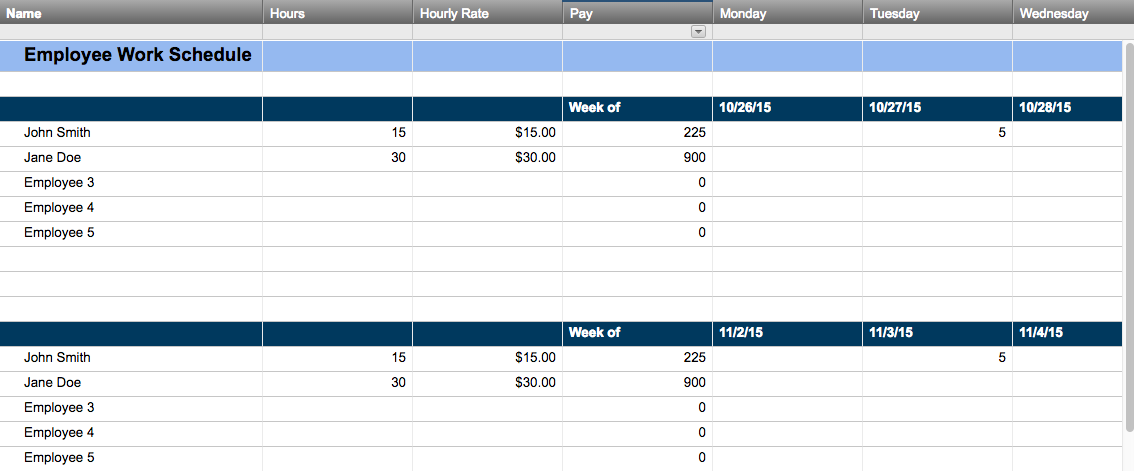 Name Hours Hourly Rate Pay Monday Tuesday Wednesday
Employee Work Schedule
Week of 10/26/15 10/27/15 10/28/15
John Smith 15 $15.00 225 5
Jane Doe 30 $30.00 900
Employee 3 0
Employee 4 0
Employee 5 0
Week of 11/2/15 11/3/15 11/4/15
John Smith 15 $15.00 225 5
Jane Doe 30 $30.00 900
Employee 3 0
Employee 4 0
Employee 5 0